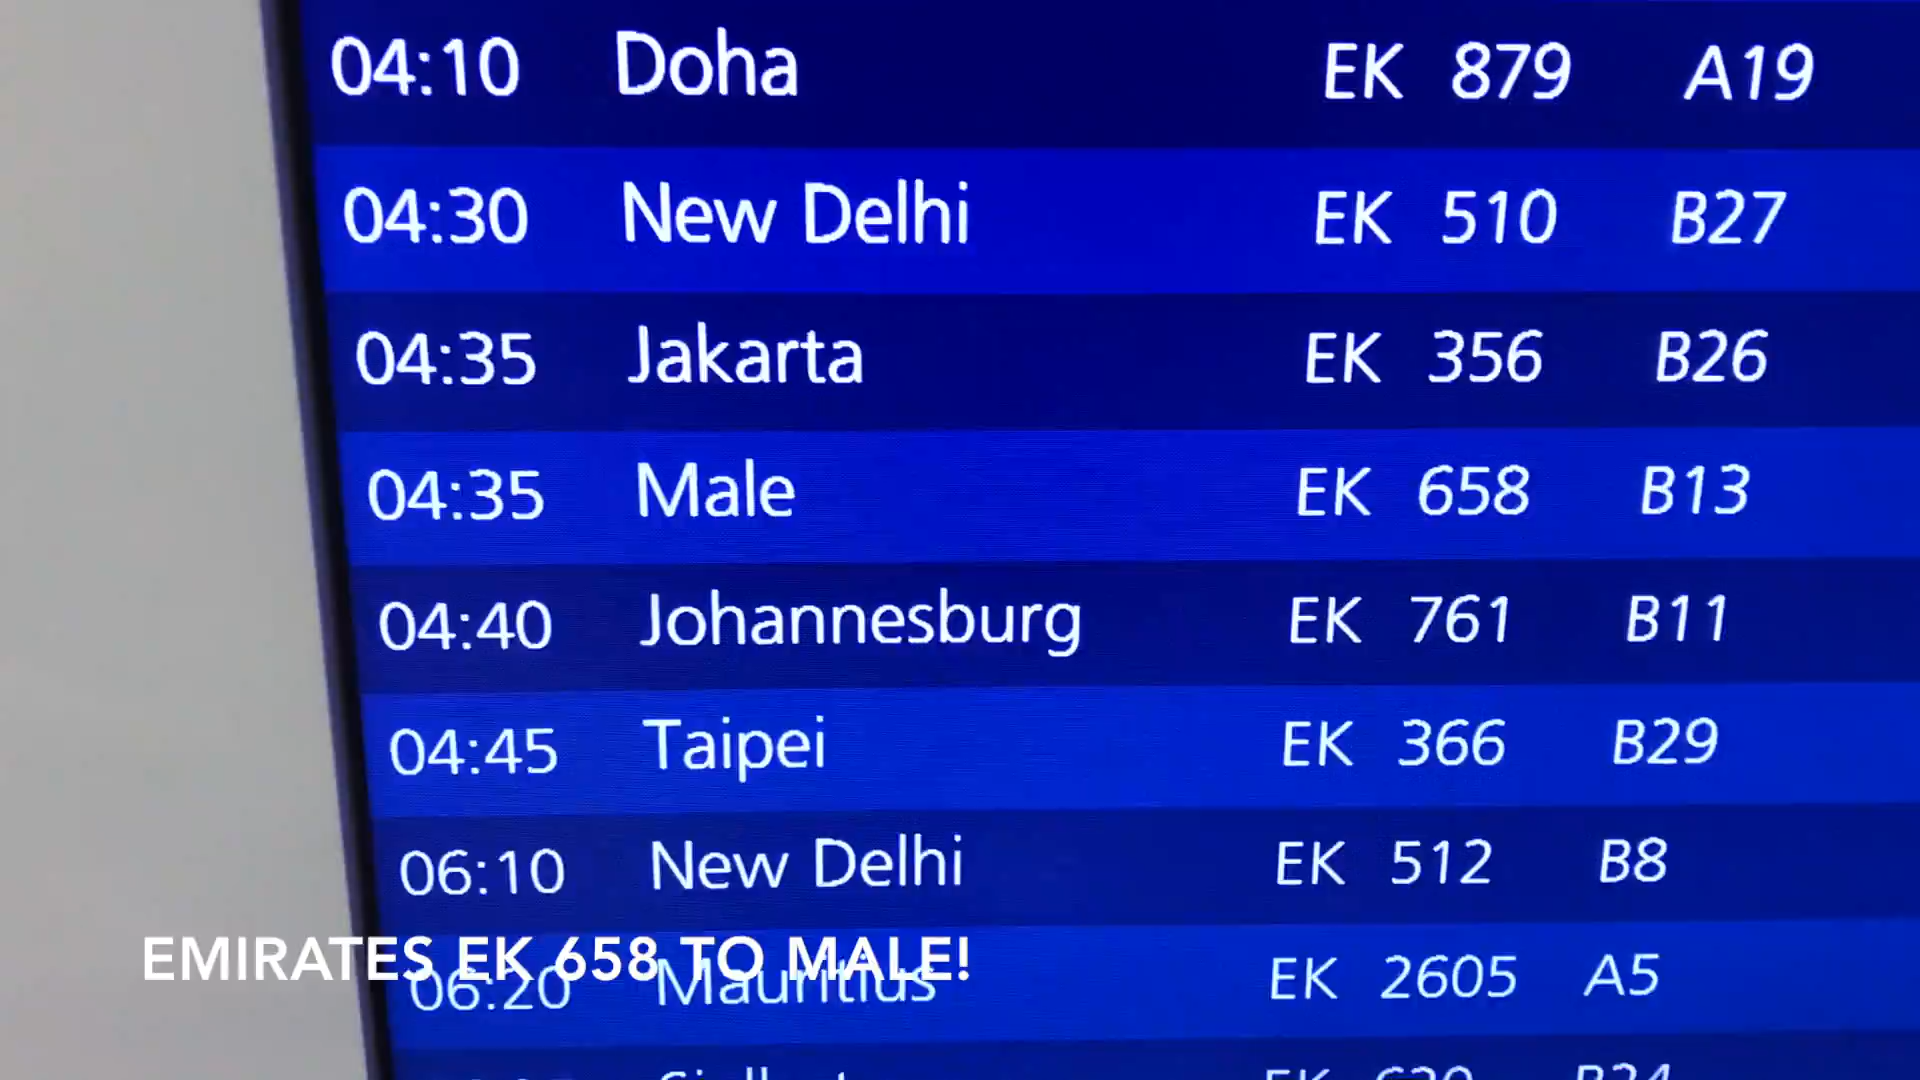 04:10 Doha EK 879 A19
04:30 New Delhi EK 510 B27
04:35 Jakarta EK 356 B26
04:35 Male EK 658 B13
04:40 Johannesburg EK 761 B11
04:45 Taipei EK 366 B29
06:10 New Delhi EK 512 B8
EMIRATES EK 658 TO MALE!
06:20 Mauritius EK 2605 A5
EK